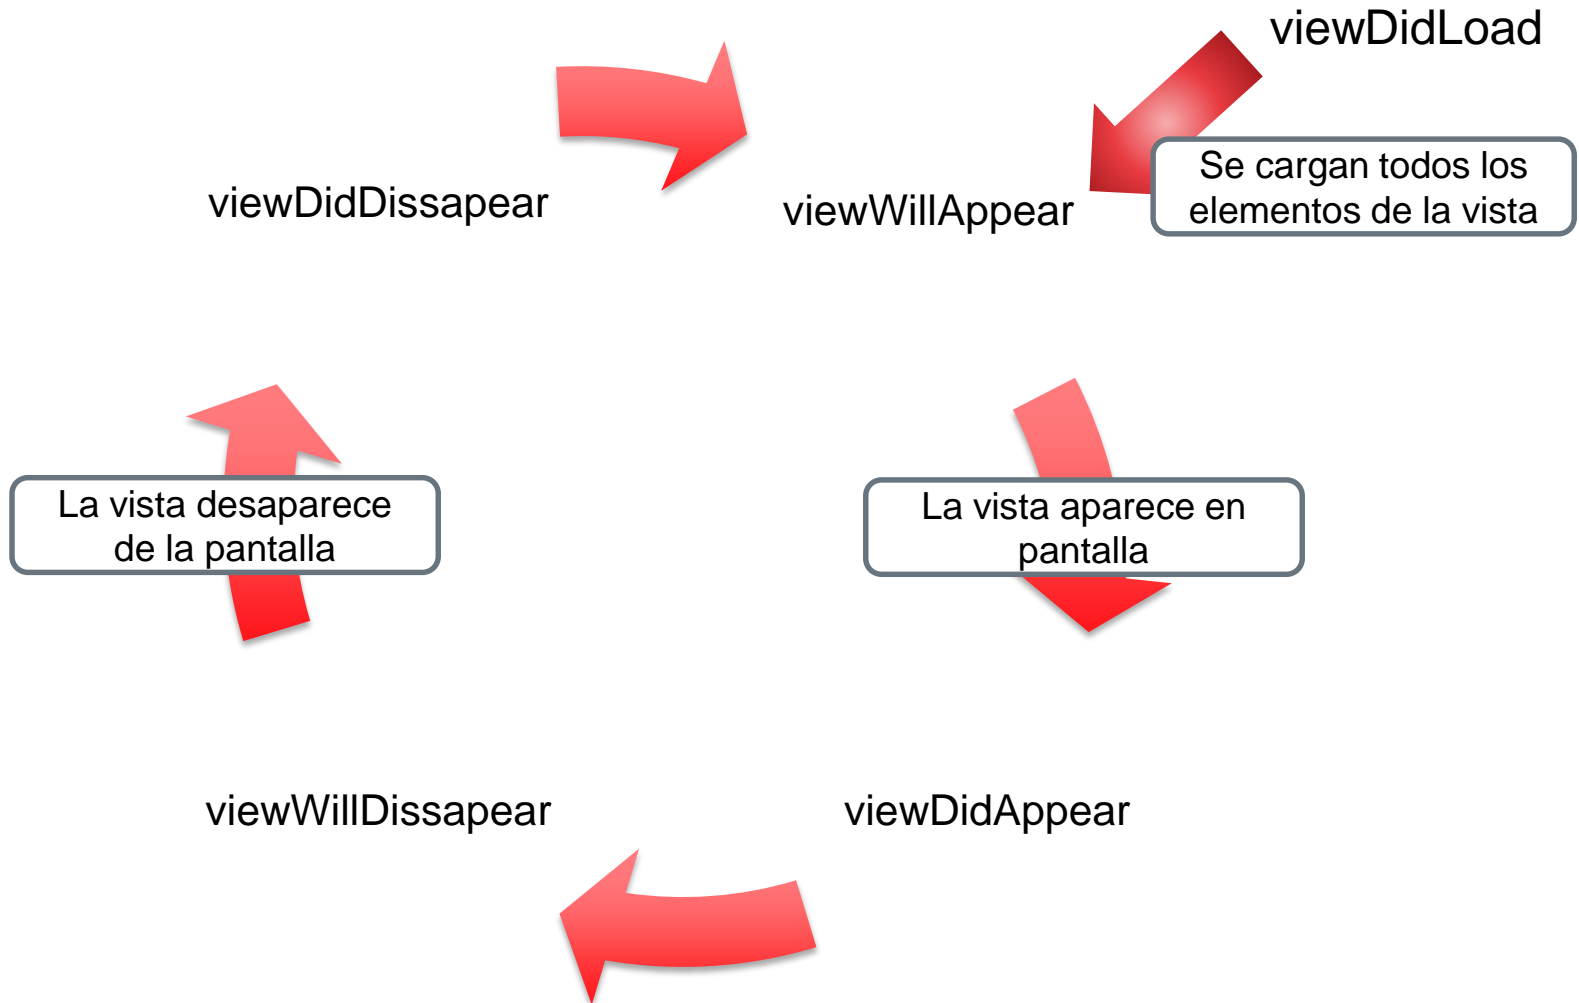 viewDidLoad
Se cargan todos los
elementos de la vista
viewDidDissapear
viewWillAppear
La vista desaparece
de la pantalla
La vista aparece en
pantalla
viewWillDissapear
viewDidAppear